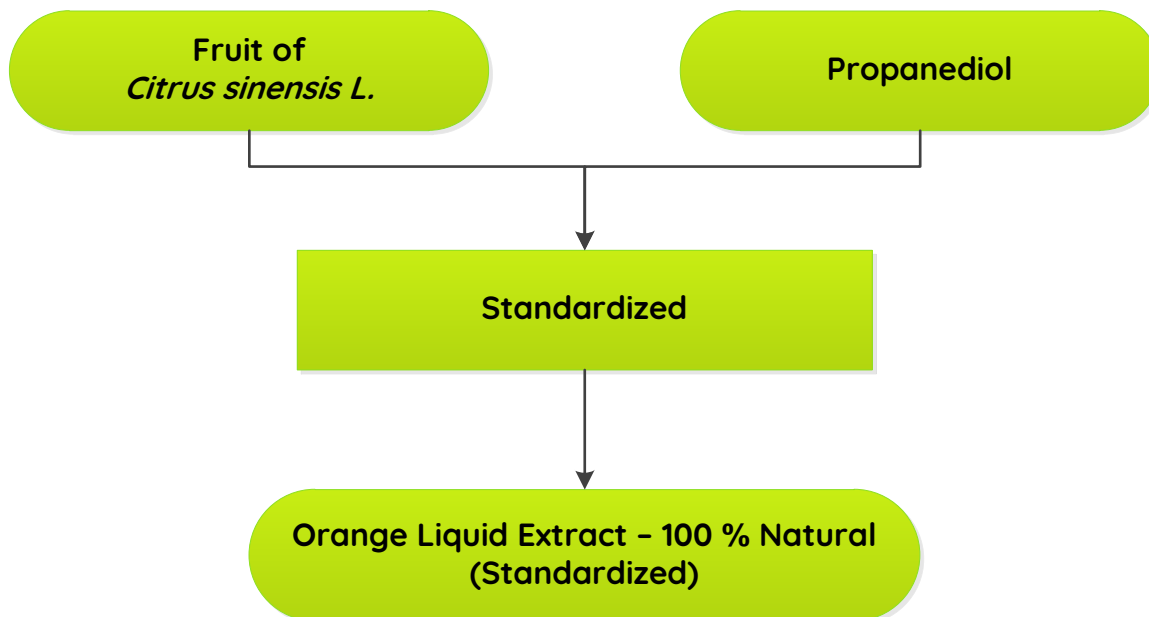 Fruit of
Citrus sinensis L.
Propanediol
Standardized
Orange Liquid Extract – 100 % Natural
(Standardized)